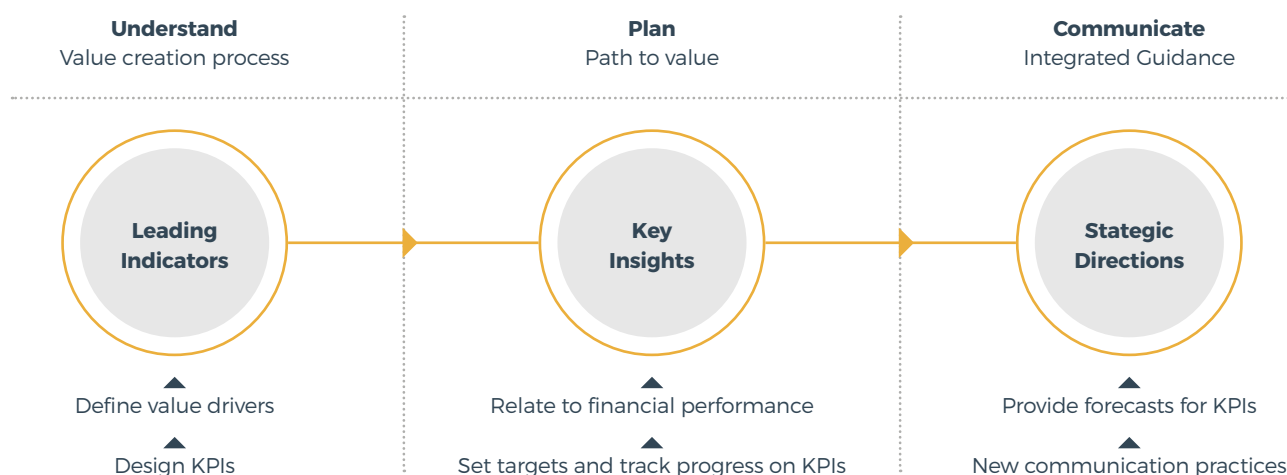 Understand
Value creation process
Plan
Path to value
Communicate
Integrated Guidance
Leading
Indicators
Key
Insights
Stategic
Directions
Define value drivers
Relate to financial performance
Provide forecasts for KPIs
Design KPIs
Set targets and track progress on KPIs
New communication practices